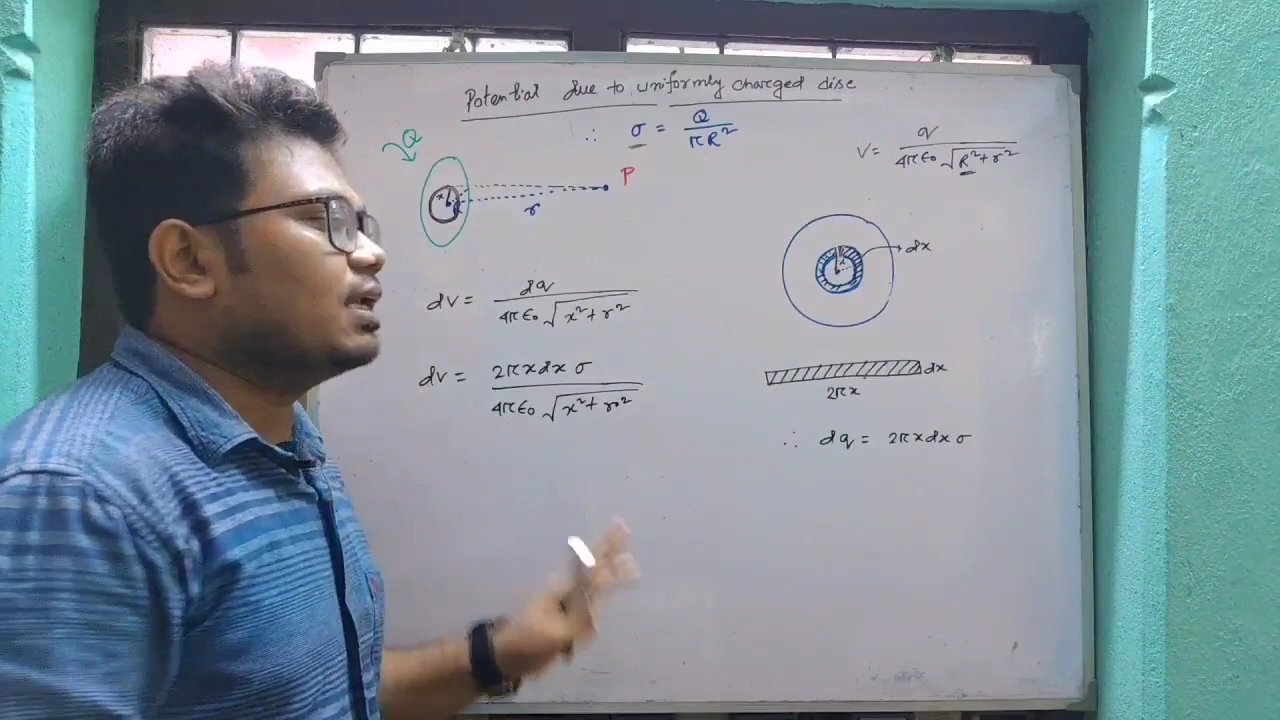 Potential due to uniformly charged disc
∴ σ = Q / πR²
V = q / 4πε₀ √R² + r²
Q
P
x
R
r
dx
x
dV = dq / 4πε₀ √x² + r²
dV = 2πx dx σ / 4πε₀ √x² + r²
dx
2πx
∴ dq = 2πx dx σ